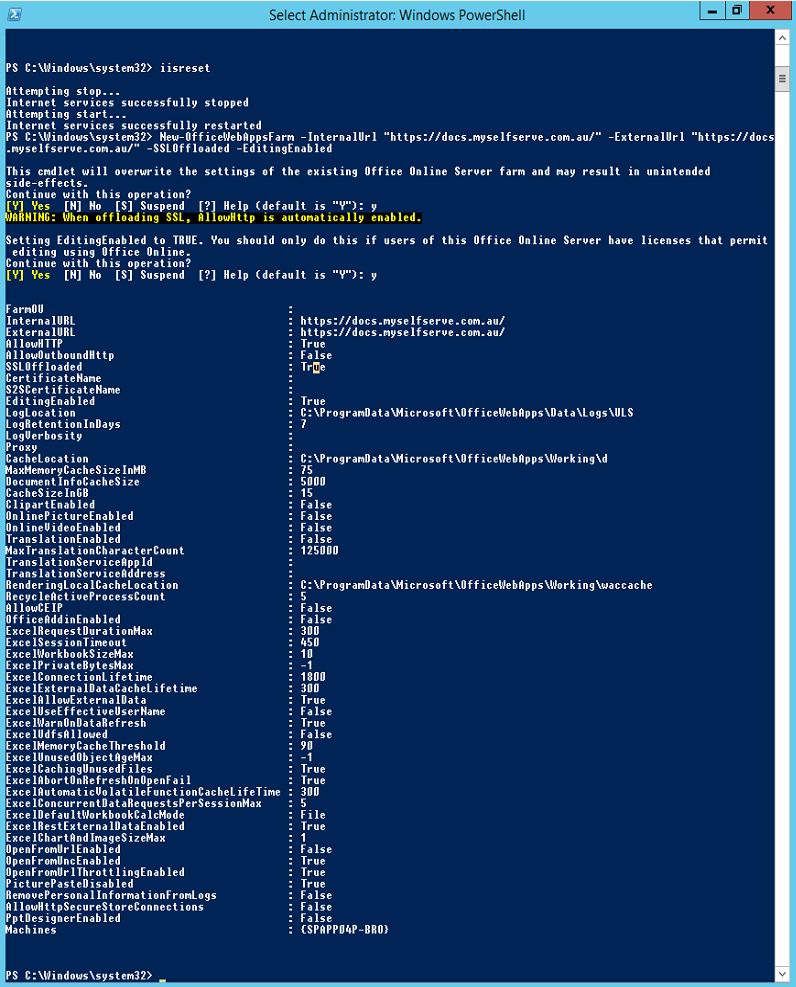 Select Administrator: Windows PowerShell
PS C:\Windows\system32> iisreset
Attempting stop...
Internet services successfully stopped
Attempting start...
Internet services successfully restarted
PS C:\Windows\system32> New-OfficeWebAppsFarm -InternalUrl "https://docs.myselfserve.com.au/" -ExternalUrl "https://docs
.myselfserve.com.au/" -SSLOffloaded -EditingEnabled
This cmdlet will overwrite the settings of the existing Office Online Server farm and may result in unintended
side-effects.
Continue with this operation?
[Y] Yes  [N] No  [S] Suspend  [?] Help (default is "Y"): y
WARNING: When offloading SSL, AllowHttp is automatically enabled.
Setting EditingEnabled to TRUE. You should only do this if users of this Office Online Server have licenses that permit
 editing using Office Online.
Continue with this operation?
[Y] Yes  [N] No  [S] Suspend  [?] Help (default is "Y"): y
FarmOU :
InternalURL : https://docs.myselfserve.com.au/
ExternalURL : https://docs.myselfserve.com.au/
AllowHTTP : True
AllowOutboundHttp : False
SSLOffloaded : True
CertificateName :
S2SCertificateName :
EditingEnabled : True
LogLocation : C:\ProgramData\Microsoft\OfficeWebApps\Data\Logs\ULS
LogRetentionInDays : 7
LogVerbosity :
Proxy :
CacheLocation : C:\ProgramData\Microsoft\OfficeWebApps\Working\d
MaxMemoryCacheSizeInMB : 75
DocumentInfoCacheSize : 5000
CacheSizeInGB : 15
ClipartEnabled : False
OnlinePictureEnabled : False
OnlineVideoEnabled : False
TranslationEnabled : False
MaxTranslationCharacterCount : 125000
TranslationServiceAppId :
TranslationServiceAddress :
RenderingLocalCacheLocation : C:\ProgramData\Microsoft\OfficeWebApps\Working\waccache
RecycleActiveProcessCount : 5
AllowCEIP : False
OfficeAddinEnabled : False
ExcelRequestDurationMax : 300
ExcelSessionTimeout : 450
ExcelWorkbookSizeMax : 10
ExcelPrivateBytesMax : -1
ExcelConnectionLifetime : 1800
ExcelExternalDataCacheLifetime : 300
ExcelAllowExternalData : True
ExcelUseEffectiveUserName : False
ExcelWarnOnDataRefresh : True
ExcelUdfsAllowed : False
ExcelMemoryCacheThreshold : 90
ExcelUnusedObjectAgeMax : -1
ExcelCachingUnusedFiles : True
ExcelAbortOnRefreshOnOpenFail : True
ExcelAutomaticVolatileFunctionCacheLifeTime : 300
ExcelConcurrentDataRequestsPerSessionMax : 5
ExcelDefaultWorkbookCalcMode : File
ExcelRestExternalDataEnabled : True
ExcelChartAndImageSizeMax : 1
OpenFromUrlEnabled : False
OpenFromUncEnabled : True
OpenFromUrlThrottlingEnabled : True
PicturePasteDisabled : True
RemovePersonalInformationFromLogs : False
AllowHttpSecureStoreConnections : False
PptDesignerEnabled : False
Machines : {SPAPP04P-BRO}
PS C:\Windows\system32> _